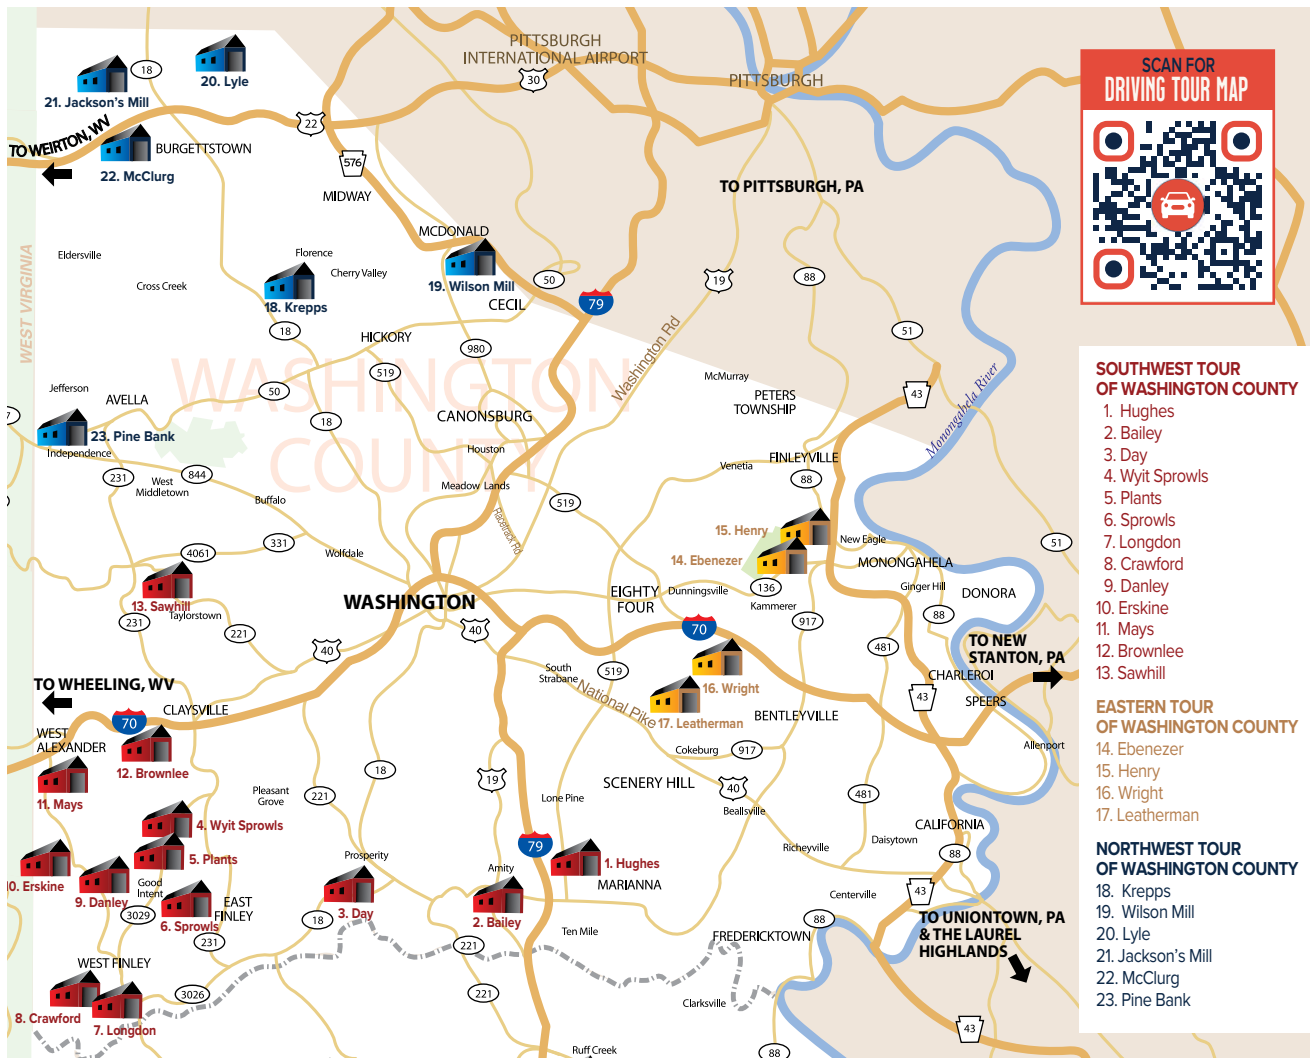 PITTSBURGH
INTERNATIONAL AIRPORT
30
PITTSBURGH
SCAN FOR
DRIVING TOUR MAP
18
20. Lyle
21. Jackson's Mill
22
TO WEIRTON, WV
BURGETTSTOWN
22. McClurg
576
MIDWAY
TO PITTSBURGH, PA
WEST VIRGINIA
Eldersville
Florence
Cherry Valley
Cross Creek
MCDONALD
19. Wilson Mill
50
CECIL
79
19
88
51
18. Krepps
18
HICKORY
980
519
Washington Rd
WASHINGTON
COUNTY
McMurray
PETERS
TOWNSHIP
43
Monongahela River
Jefferson
AVELLA
50
18
CANONSBURG
7
23. Pine Bank
Independence
Houston
Venetia
FINLEYVILLE
88
231
844
West
Middletown
Buffalo
Meadow Lands
519
Racetrack Rd
15. Henry
New Eagle
51
14. Ebenezer
MONONGAHELA
4061
331
Wolfdale
13. Sawhill
Taylorstown
231
221
WASHINGTON
40
40
EIGHTY
FOUR
Dunningsville
136
Kammerer
917
Ginger Hill
DONORA
88
70
481
TO NEW
STANTON, PA
South
Strabane
519
National Pike
16. Wright
17. Leatherman
BENTLEYVILLE
CHARLEROI
43
SPEERS
Allenport
TO WHEELING, WV
70
CLAYSVILLE
WEST
ALEXANDER
12. Brownlee
11. Mays
Cokeburg
917
18
19
SCENERY HILL
40
Beallsville
481
Pleasant
Grove
221
Lone Pine
4. Wyit Sprowls
5. Plants
79
1. Hughes
CALIFORNIA
Daisytown
Richeyville
88
0. Erskine
Good
Intent
9. Danley
Prosperity
Amity
MARIANNA
Centerville
43
3029
6. Sprowls
EAST
FINLEY
231
18
3. Day
2. Bailey
Ten Mile
221
FREDERICKTOWN
88
TO UNIONTOWN, PA
& THE LAUREL
HIGHLANDS
WEST FINLEY
3026
8. Crawford
7. Longdon
221
Clarksville
43
Ruff Creek
88
SOUTHWEST TOUR
OF WASHINGTON COUNTY
1. Hughes
2. Bailey
3. Day
4. Wyit Sprowls
5. Plants
6. Sprowls
7. Longdon
8. Crawford
9. Danley
10. Erskine
11. Mays
12. Brownlee
13. Sawhill
EASTERN TOUR
OF WASHINGTON COUNTY
14. Ebenezer
15. Henry
16. Wright
17. Leatherman
NORTHWEST TOUR
OF WASHINGTON COUNTY
18. Krepps
19. Wilson Mill
20. Lyle
21. Jackson's Mill
22. McClurg
23. Pine Bank